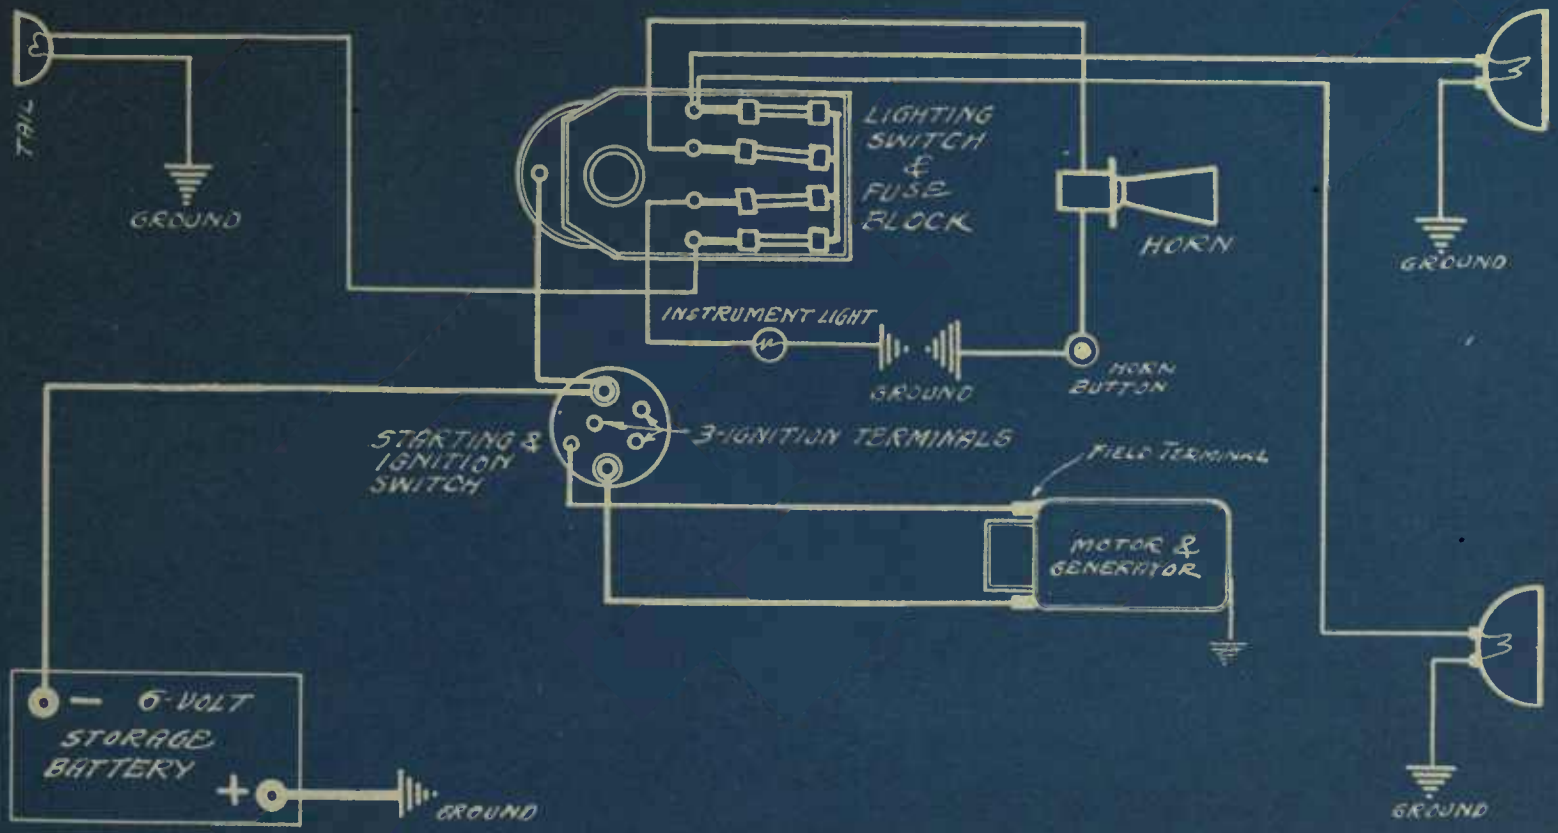 TAIL
GROUND
LIGHTING
SWITCH
&
FUSE
BLOCK
HORN
GROUND
INSTRUMENT LIGHT
GROUND
HORN
BUTTON
STARTING &
IGNITION
SWITCH
3-IGNITION TERMINALS
FIELD TERMINAL
MOTOR &
GENERATOR
- 6-VOLT
STORAGE
BATTERY
+
GROUND
GROUND